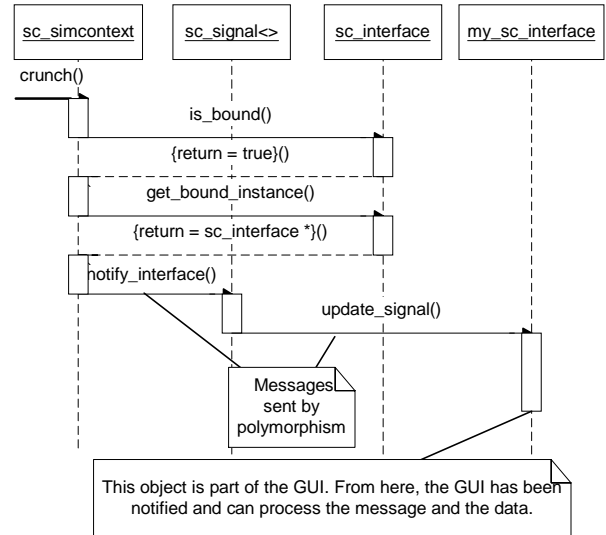 sc_simcontext
sc_signal<>
sc_interface
my_sc_interface
crunch()
is_bound()
{return = true}()
get_bound_instance()
{return = sc_interface *}()
notify_interface()
update_signal()
Messages
sent by
polymorphism
This object is part of the GUI. From here, the GUI has been
notified and can process the message and the data.